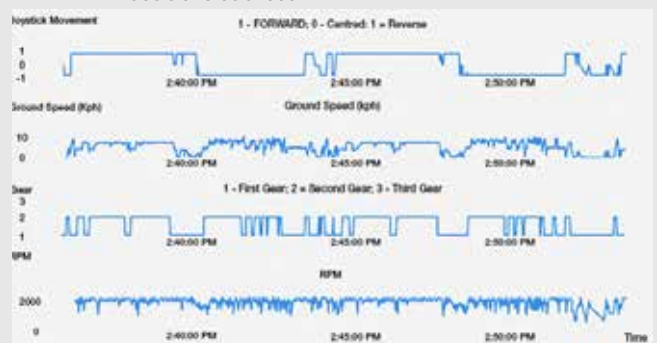 Joystick Movement 1 - FORWARD; 0 - Centred: 1 = Reverse
1
0
-1
2:40:00 PM 2:45:00 PM 2:50:00 PM
Ground Speed (Kph) Ground Speed (kph)
10
0
2:40:00 PM 2:45:00 PM 2:50:00 PM
Gear 1 - First Gear; 2 = Second Gear; 3 - Third Gear
3
2
1
2:40:00 PM 2:45:00 PM 2:50:00 PM
RPM RPM
2000
0
2:40:00 PM 2:45:00 PM 2:50:00 PM Time